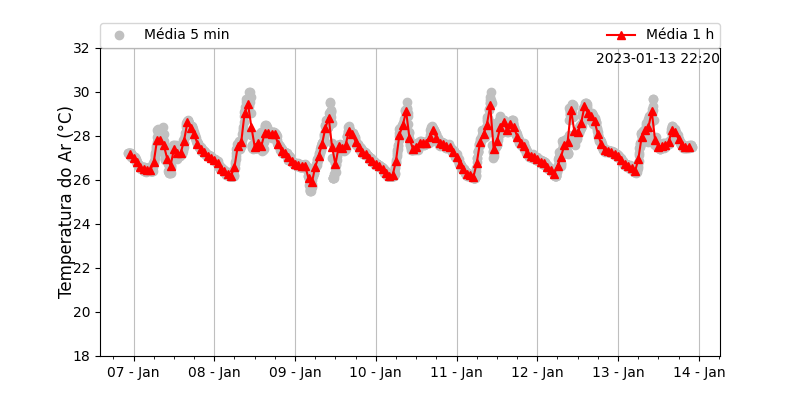 Média 5 min
Média 1 h
2023-01-13 22:20
Temperatura do Ar (°C)
32
30
28
26
24
22
20
18
07 - Jan
08 - Jan
09 - Jan
10 - Jan
11 - Jan
12 - Jan
13 - Jan
14 - Jan